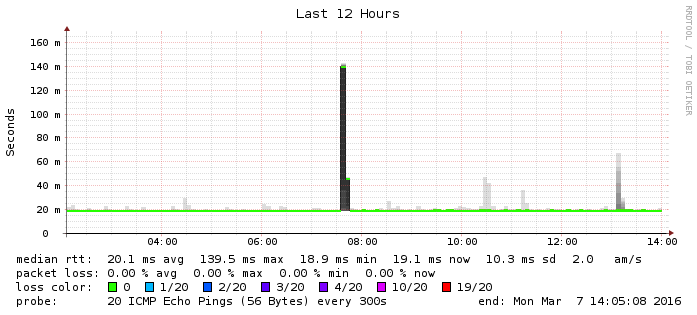 Last 12 Hours
RRDTOOL / TOBI OETIKER
Seconds
160 m
140 m
120 m
100 m
80 m
60 m
40 m
20 m
0
04:00 06:00 08:00 10:00 12:00 14:00
median rtt: 20.1 ms avg 139.5 ms max 18.9 ms min 19.1 ms now 10.3 ms sd 2.0 am/s
packet loss: 0.00 % avg 0.00 % max 0.00 % min 0.00 % now
loss color: 0 1/20 2/20 3/20 4/20 10/20 19/20
probe: 20 ICMP Echo Pings (56 Bytes) every 300s end: Mon Mar 7 14:05:08 2016